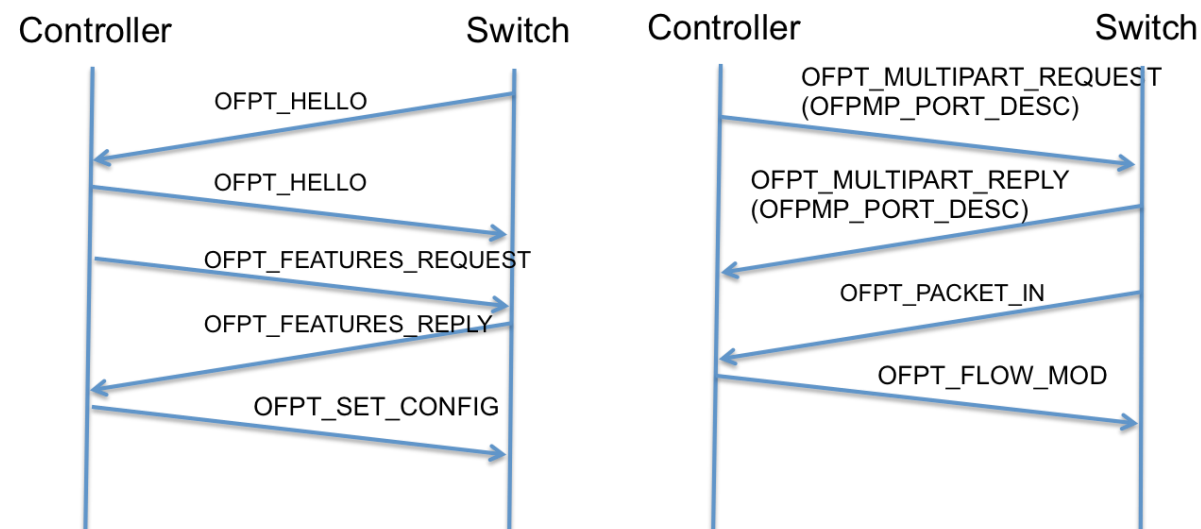 Controller
Switch
OFPT_HELLO
OFPT_HELLO
OFPT_FEATURES_REQUEST
OFPT_FEATURES_REPLY
OFPT_SET_CONFIG
Controller
Switch
OFPT_MULTIPART_REQUEST
(OFPMP_PORT_DESC)
OFPT_MULTIPART_REPLY
(OFPMP_PORT_DESC)
OFPT_PACKET_IN
OFPT_FLOW_MOD